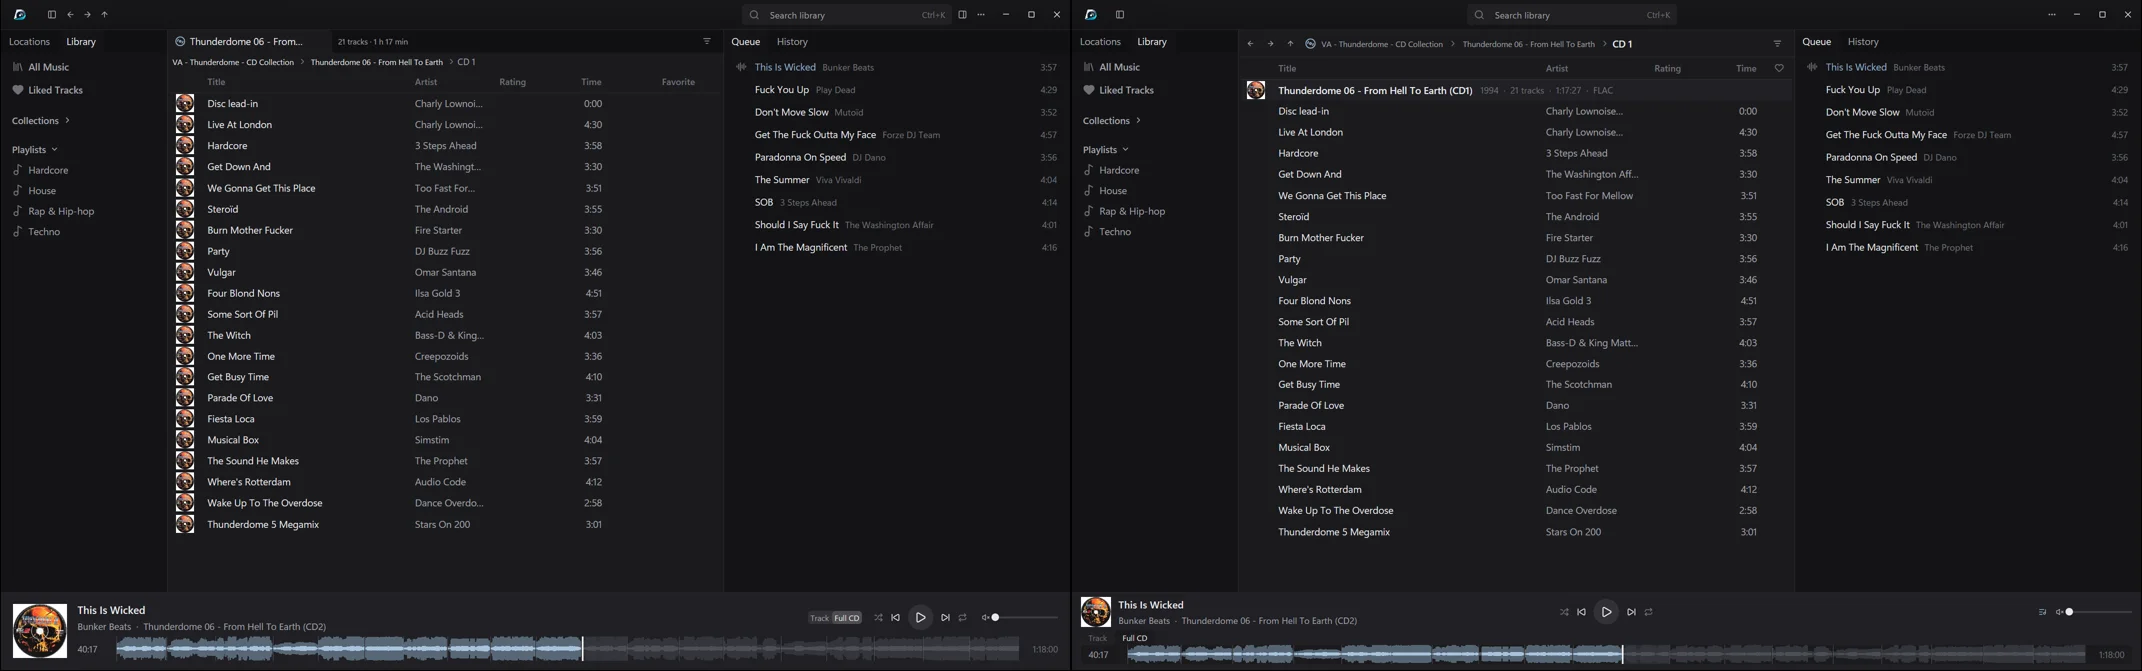 Search library Ctrl+K
Locations Library
Thunderdome 06 - From... 21 tracks · 1 h 17 min
VA - Thunderdome - CD Collection > Thunderdome 06 - From Hell To Earth > CD 1
All Music
Liked Tracks
Collections >
Playlists
Hardcore
House
Rap & Hip-hop
Techno
Title Artist Rating Time Favorite
Disc lead-in Charly Lownoi... 0:00
Live At London Charly Lownoi... 4:30
Hardcore 3 Steps Ahead 3:58
Get Down And The Washingt... 3:30
We Gonna Get This Place Too Fast For... 3:51
Steroïd The Android 3:55
Burn Mother Fucker Fire Starter 3:30
Party DJ Buzz Fuzz 3:56
Vulgar Omar Santana 3:46
Four Blond Nons Ilsa Gold 3 4:51
Some Sort Of Pil Acid Heads 3:57
The Witch Bass-D & King... 4:03
One More Time Creepozoids 3:36
Get Busy Time The Scotchman 4:10
Parade Of Love Dano 3:31
Fiesta Loca Los Pablos 3:59
Musical Box Simstim 4:04
The Sound He Makes The Prophet 3:57
Where's Rotterdam Audio Code 4:12
Wake Up To The Overdose Dance Overdo... 2:58
Thunderdome 5 Megamix Stars On 200 3:01
Queue History
This Is Wicked Bunker Beats 3:57
Fuck You Up Play Dead 4:29
Don't Move Slow Mutoïd 3:52
Get The Fuck Outta My Face Forze DJ Team 4:57
Paradonna On Speed DJ Dano 3:56
The Summer Viva Vivaldi 4:04
SOB 3 Steps Ahead 4:14
Should I Say Fuck It The Washington Affair 4:01
I Am The Magnificent The Prophet 4:16
This Is Wicked
Bunker Beats · Thunderdome 06 - From Hell To Earth (CD2)
Track Full CD
40:17 1:18:00
Search library Ctrl+K
Locations Library
VA - Thunderdome - CD Collection > Thunderdome 06 - From Hell To Earth > CD 1
All Music
Liked Tracks
Collections >
Playlists
Hardcore
House
Rap & Hip-hop
Techno
Title Artist Rating Time
Thunderdome 06 - From Hell To Earth (CD1) 1994 · 21 tracks · 1:17:27 · FLAC
Disc lead-in Charly Lownoise... 0:00
Live At London Charly Lownoise... 4:30
Hardcore 3 Steps Ahead 3:58
Get Down And The Washington Aff... 3:30
We Gonna Get This Place Too Fast For Mellow 3:51
Steroïd The Android 3:55
Burn Mother Fucker Fire Starter 3:30
Party DJ Buzz Fuzz 3:56
Vulgar Omar Santana 3:46
Four Blond Nons Ilsa Gold 3 4:51
Some Sort Of Pil Acid Heads 3:57
The Witch Bass-D & King Matt... 4:03
One More Time Creepozoids 3:36
Get Busy Time The Scotchman 4:10
Parade Of Love Dano 3:31
Fiesta Loca Los Pablos 3:59
Musical Box Simstim 4:04
The Sound He Makes The Prophet 3:57
Where's Rotterdam Audio Code 4:12
Wake Up To The Overdose Dance Overdose 2:58
Thunderdome 5 Megamix Stars On 200 3:01
Queue History
This Is Wicked Bunker Beats 3:57
Fuck You Up Play Dead 4:29
Don't Move Slow Mutoïd 3:52
Get The Fuck Outta My Face Forze DJ Team 4:57
Paradonna On Speed DJ Dano 3:56
The Summer Viva Vivaldi 4:04
SOB 3 Steps Ahead 4:14
Should I Say Fuck It The Washington Affair 4:01
I Am The Magnificent The Prophet 4:16
This Is Wicked
Bunker Beats · Thunderdome 06 - From Hell To Earth (CD2)
Track Full CD
40:17 1:18:00